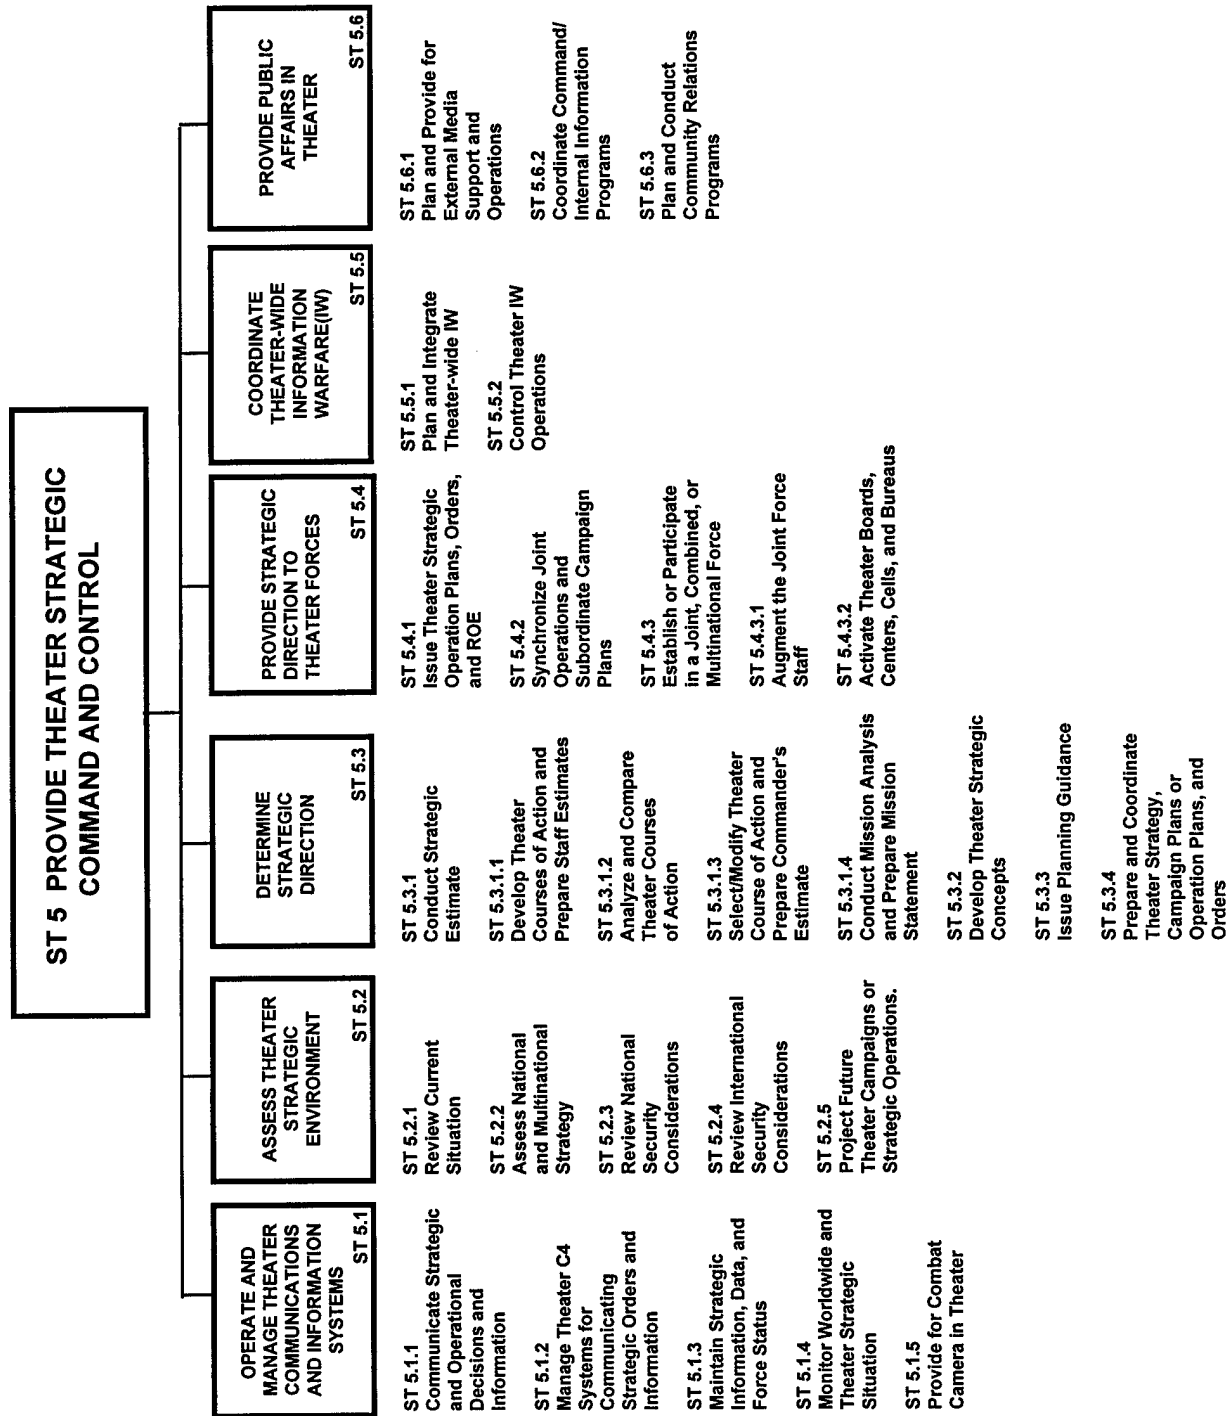 ST 5 PROVIDE THEATER STRATEGIC
COMMAND AND CONTROL
OPERATE AND
MANAGE THEATER
COMMUNICATIONS
AND INFORMATION
SYSTEMS
ST 5.1
ST 5.1.1
Communicate Strategic
and Operational
Decisions and
Information
ST 5.1.2
Manage Theater C4
Systems for
Communicating
Strategic Orders and
Information
ST 5.1.3
Maintain Strategic
Information, Data, and
Force Status
ST 5.1.4
Monitor Worldwide and
Theater Strategic
Situation
ST 5.1.5
Provide for Combat
Camera in Theater
ASSESS THEATER
STRATEGIC
ENVIRONMENT
ST 5.2
ST 5.2.1
Review Current
Situation
ST 5.2.2
Assess National
and Multinational
Strategy
ST 5.2.3
Review National
Security
Considerations
ST 5.2.4
Review International
Security
Considerations
ST 5.2.5
Project Future
Theater Campaigns or
Strategic Operations.
DETERMINE
STRATEGIC
DIRECTION
ST 5.3
ST 5.3.1
Conduct Strategic
Estimate
ST 5.3.1.1
Develop Theater
Courses of Action and
Prepare Staff Estimates
ST 5.3.1.2
Analyze and Compare
Theater Courses
of Action
ST 5.3.1.3
Select/Modify Theater
Course of Action and
Prepare Commander's
Estimate
ST 5.3.1.4
Conduct Mission Analysis
and Prepare Mission
Statement
ST 5.3.2
Develop Theater Strategic
Concepts
ST 5.3.3
Issue Planning Guidance
ST 5.3.4
Prepare and Coordinate
Theater Strategy,
Campaign Plans or
Operation Plans, and
Orders
PROVIDE STRATEGIC
DIRECTION TO
THEATER FORCES
ST 5.4
ST 5.4.1
Issue Theater Strategic
Operation Plans, Orders,
and ROE
ST 5.4.2
Synchronize Joint
Operations and
Subordinate Campaign
Plans
ST 5.4.3
Establish or Participate
in a Joint, Combined, or
Multinational Force
ST 5.4.3.1
Augment the Joint Force
Staff
ST 5.4.3.2
Activate Theater Boards,
Centers, Cells, and Bureaus
COORDINATE
THEATER-WIDE
INFORMATION
WARFARE(IW)
ST 5.5
ST 5.5.1
Plan and Integrate
Theater-wide IW
ST 5.5.2
Control Theater IW
Operations
PROVIDE PUBLIC
AFFAIRS IN
THEATER
ST 5.6
ST 5.6.1
Plan and Provide for
External Media
Support and
Operations
ST 5.6.2
Coordinate Command/
Internal Information
Programs
ST 5.6.3
Plan and Conduct
Community Relations
Programs